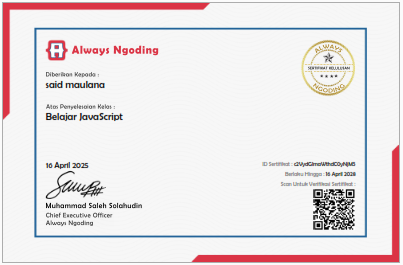 Always Ngoding
ALWAYS
SERTIFIKAT KELULUSAN
NGODING
Diberikan Kepada :
said maulana
Atas Penyelesaian Kelas :
Belajar JavaScript
16 April 2025
Muhammad Saleh Solahudin
Chief Executive Officer
Always Ngoding
ID Sertifikat :
Berlaku Hingga : 16 April 2028
Scan Untuk Verifikasi Sertifikat :